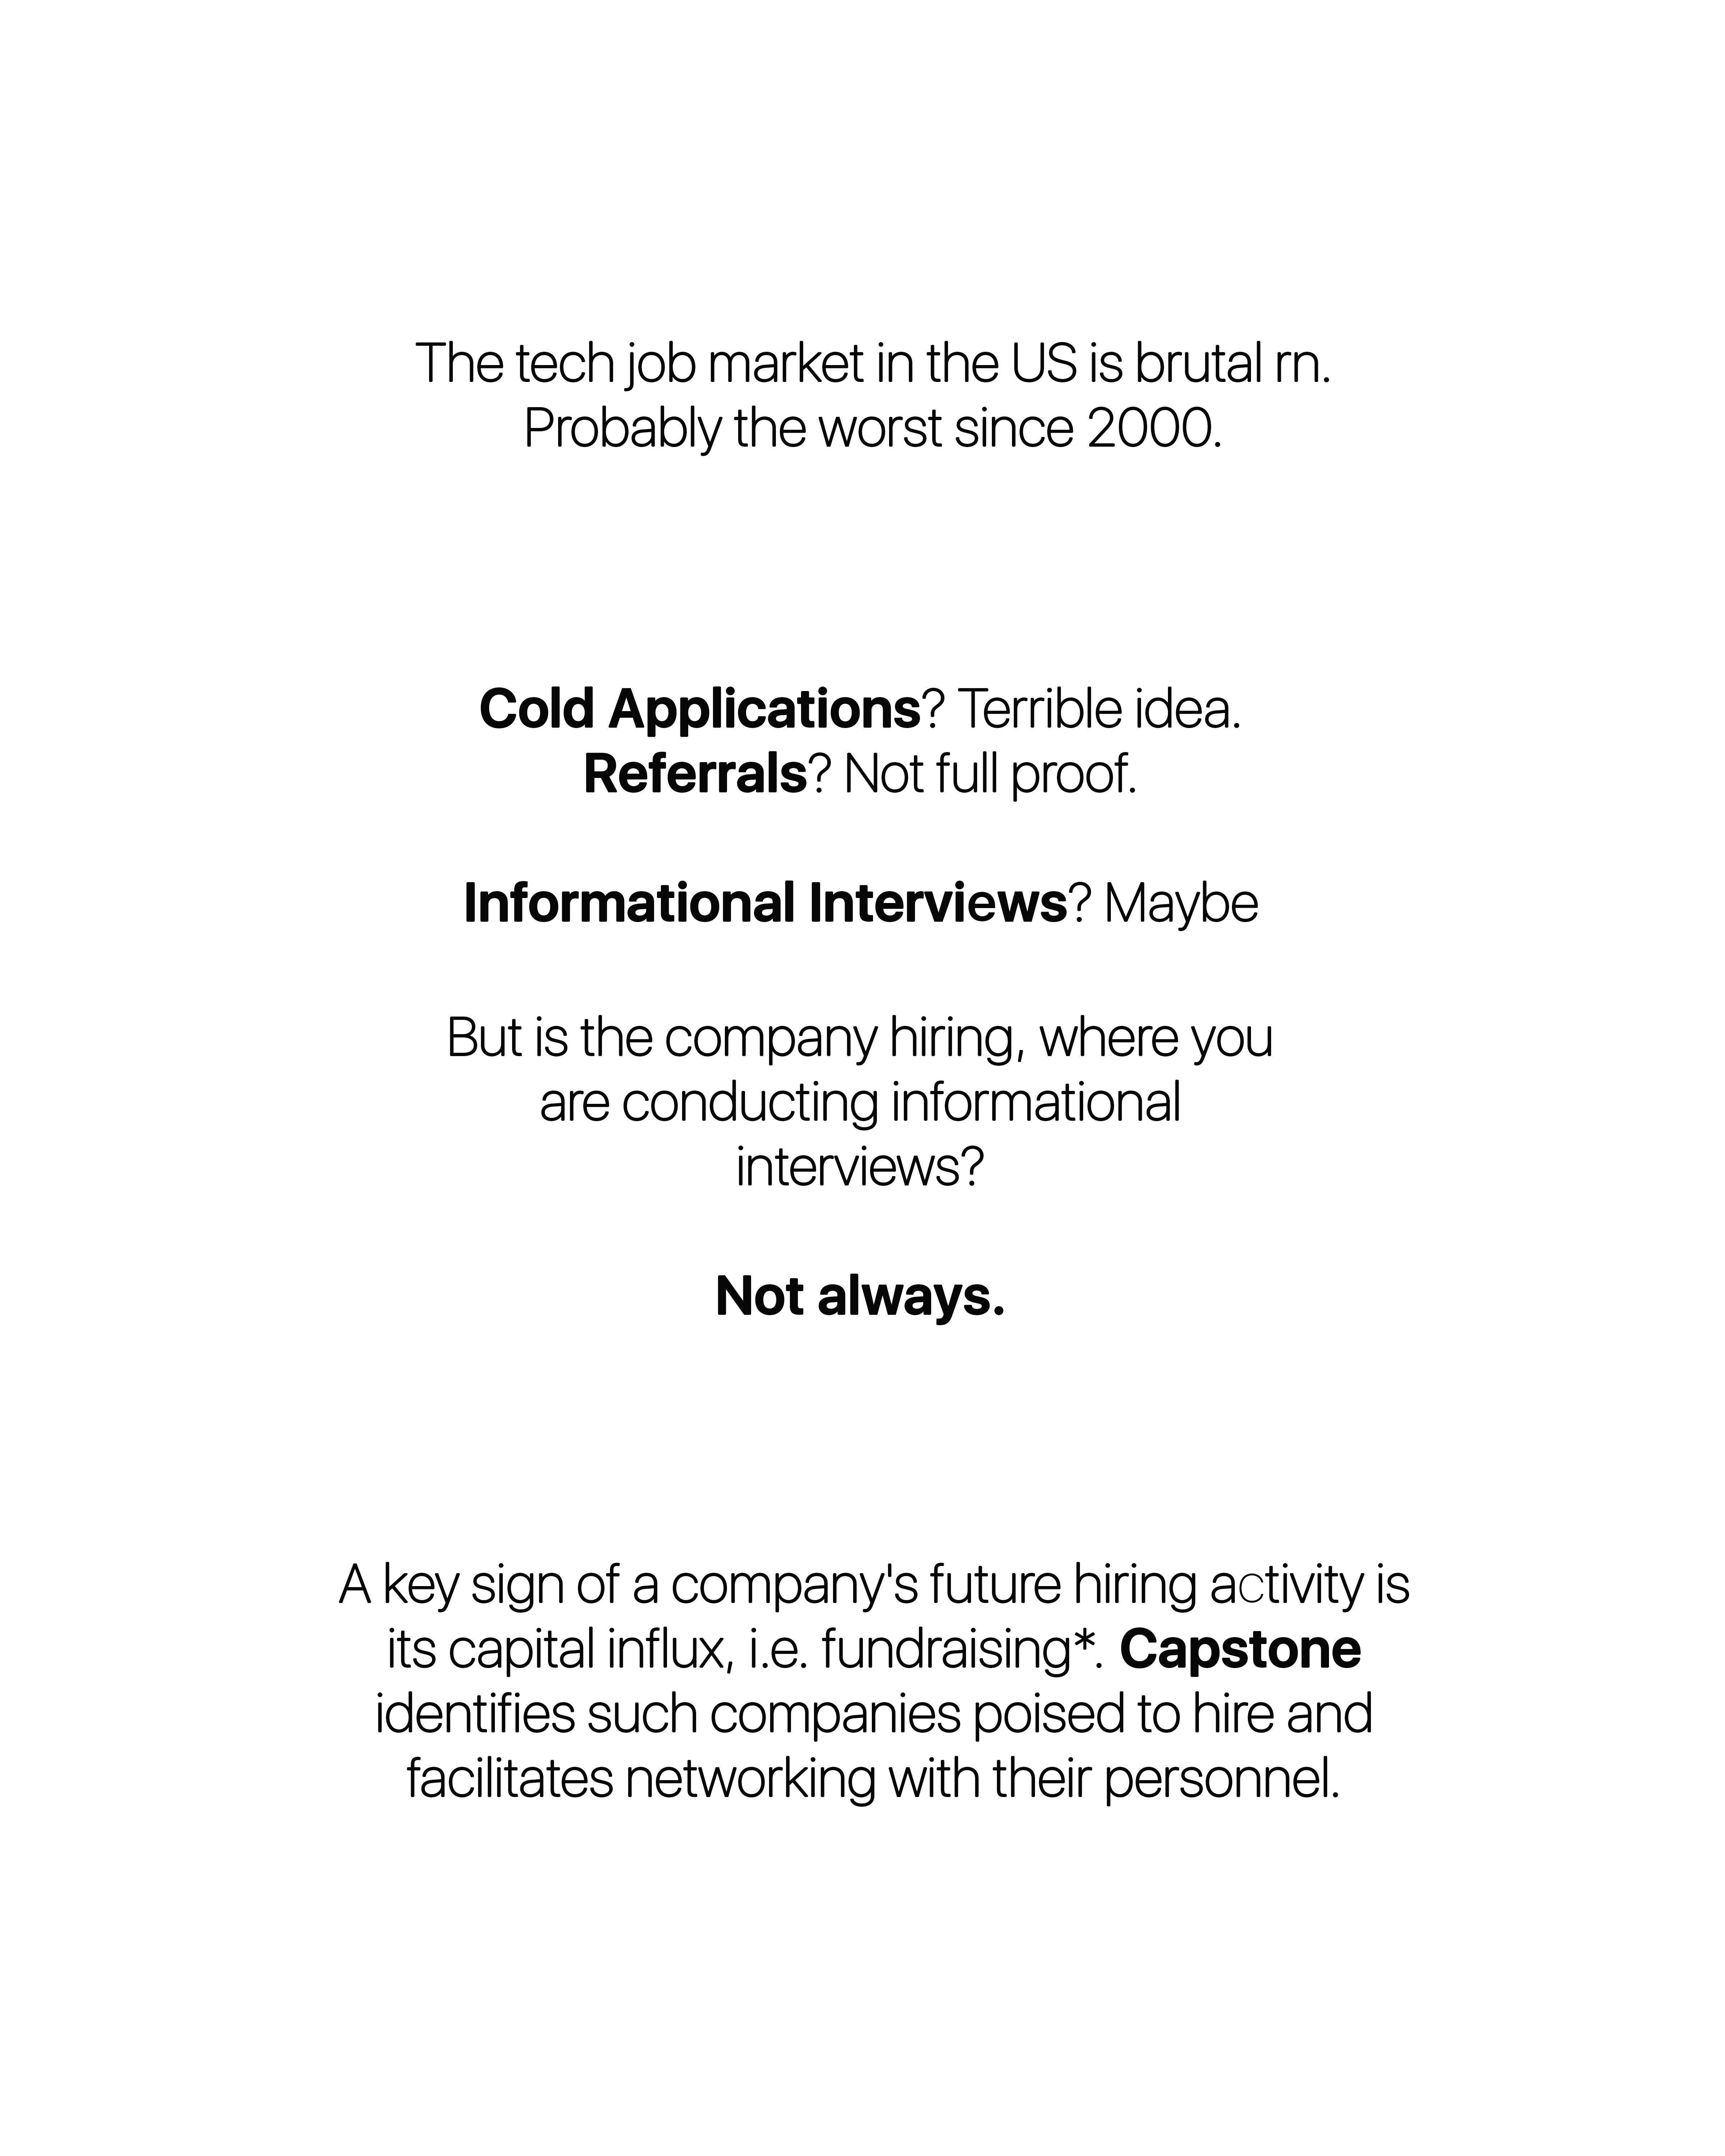 The tech job market in the US is brutal rn.
Probably the worst since 2000.
Cold Applications? Terrible idea.
Referrals? Not full proof.
Informational Interviews? Maybe
But is the company hiring, where you
are conducting informational
interviews?
Not always.
A key sign of a company's future hiring activity is
its capital influx, i.e. fundraising*. Capstone
identifies such companies poised to hire and
facilitates networking with their personnel.